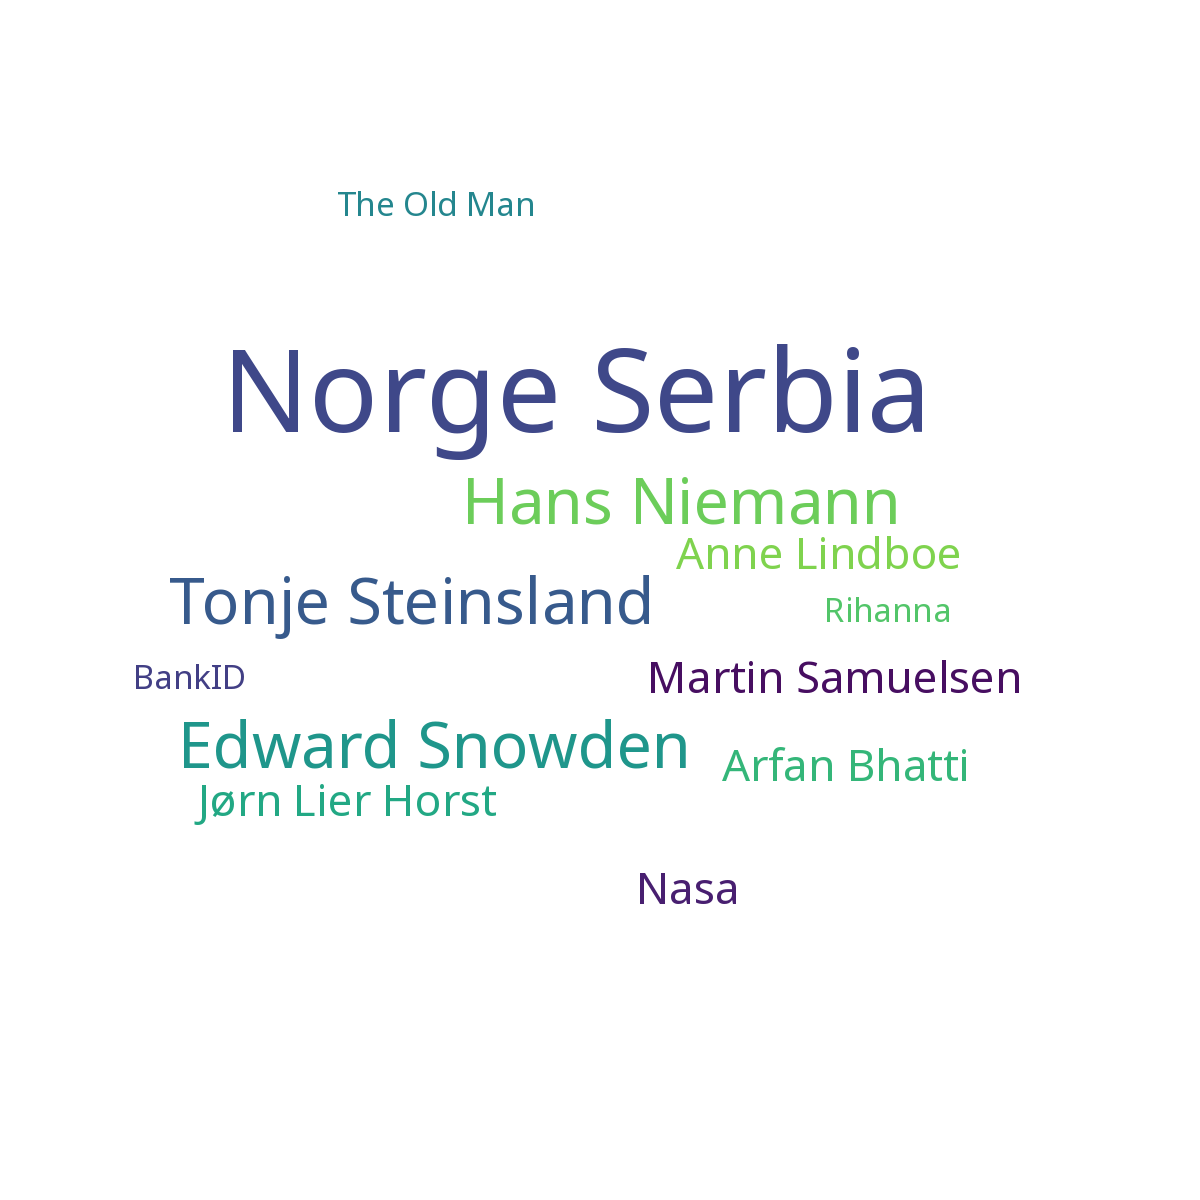 The Old Man
Norge Serbia
Hans Niemann
Anne Lindboe
Tonje Steinsland
Rihanna
BankID
Martin Samuelsen
Edward Snowden
Arfan Bhatti
Jørn Lier Horst
Nasa